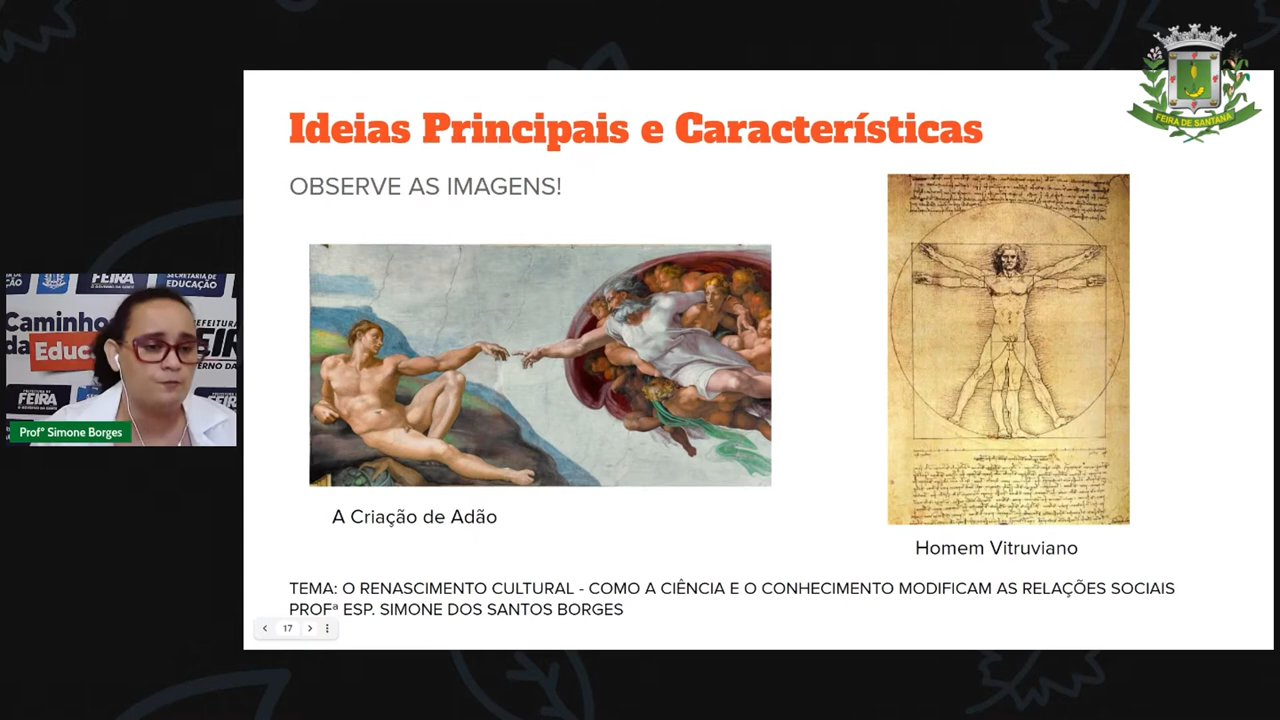 FEIRA DE SANTANA
Ideias Principais e Características
OBSERVE AS IMAGENS!
A Criação de Adão
Homem Vitruviano
TEMA: O RENASCIMENTO CULTURAL - COMO A CIÊNCIA E O CONHECIMENTO MODIFICAM AS RELAÇÕES SOCIAIS
PROFª ESP. SIMONE DOS SANTOS BORGES
17
FEIRA
SECRETARIA DE
EDUCAÇÃO
Caminho
da Educ
FEIRA
Prof° Simone Borges